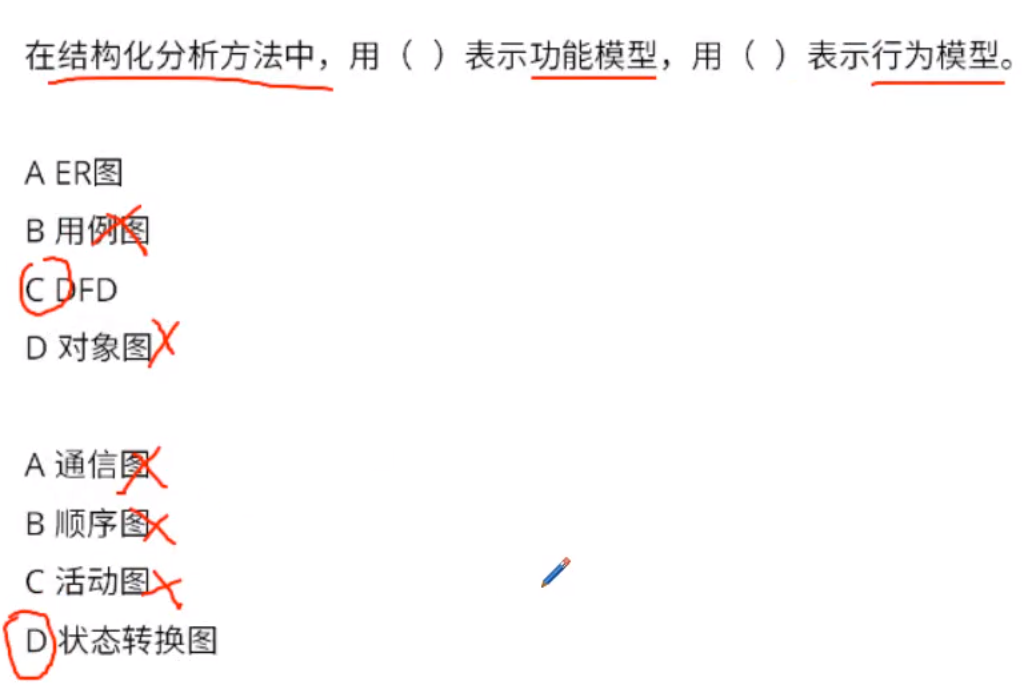 在结构化分析方法中，用（ ）表示功能模型，用（ ）表示行为模型。
A ER图
B 用例图
C DFD
D 对象图
A 通信图
B 顺序图
C 活动图
D 状态转换图